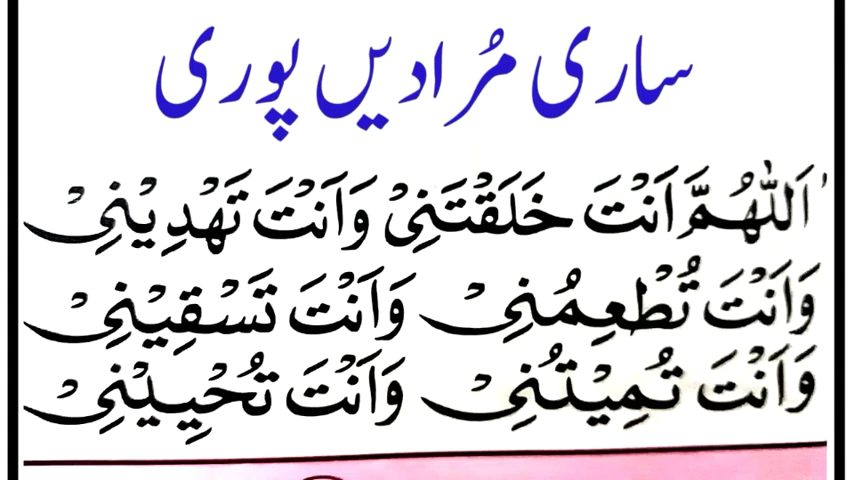 ساری مُرادیں پوری
اَللّٰهُمَّ اَنْتَ خَلَقْتَنِیْ وَاَنْتَ تَهْدِیْنِیْ
وَاَنْتَ تُطْعِمُنِیْ وَاَنْتَ تَسْقِیْنِیْ
وَاَنْتَ تُمِیْتُنِیْ وَاَنْتَ تُحْیِیْنِیْ